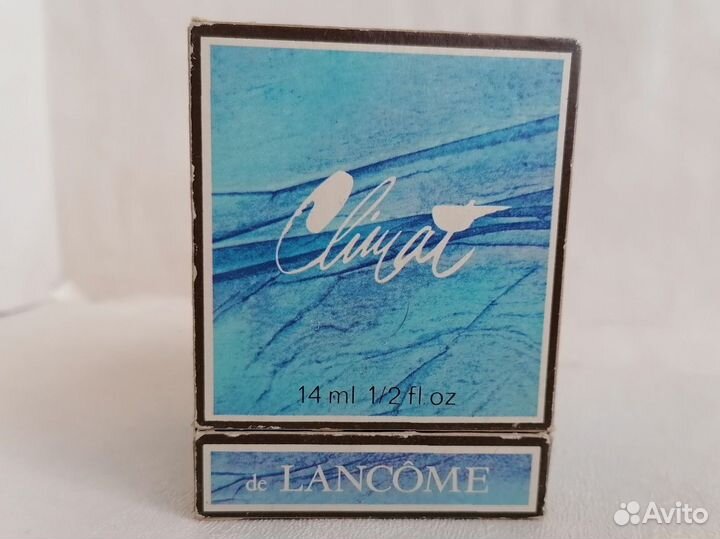 Climat
14 ml 1/2 fl.oz
de LANCÔME
Avito